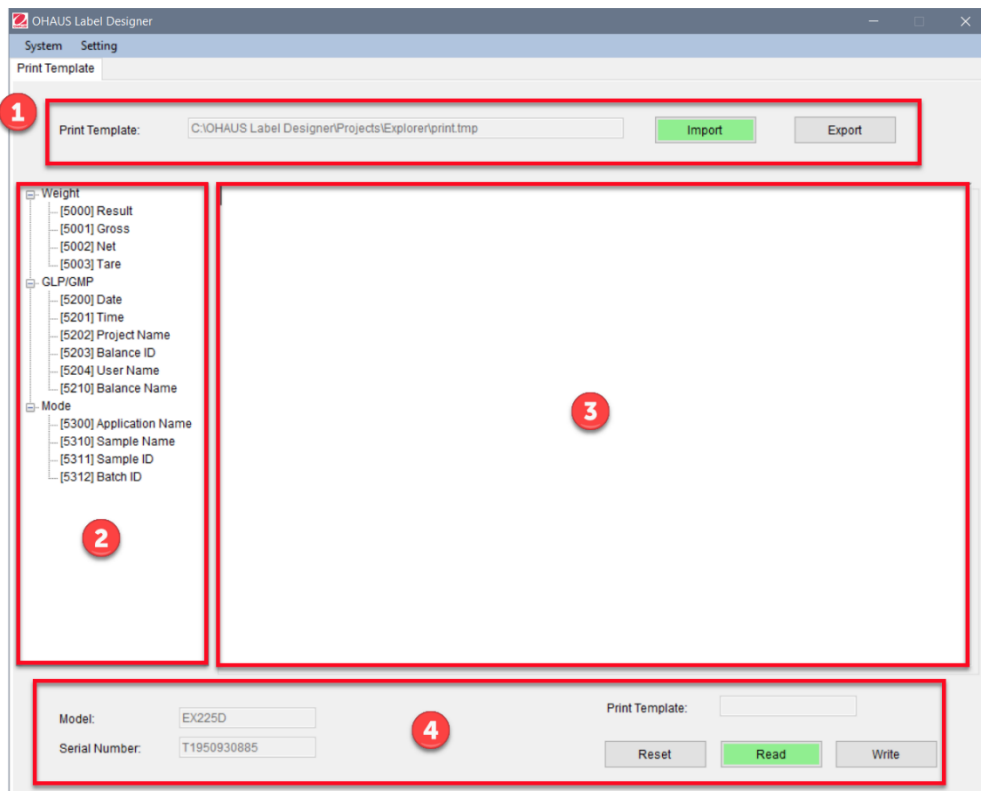 OHAUS Label Designer
System Setting
Print Template
1
Print Template: C:\OHAUS Label Designer\Projects\Explorer\print.tmp Import Export
Weight
[5000] Result
[5001] Gross
[5002] Net
[5003] Tare
GLP/GMP
[5200] Date
[5201] Time
[5202] Project Name
[5203] Balance ID
[5204] User Name
[5210] Balance Name
Mode
[5300] Application Name
[5310] Sample Name
[5311] Sample ID
[5312] Batch ID
2
3
Model: EX225D
Serial Number: T1950930885
4
Print Template:
Reset Read Write